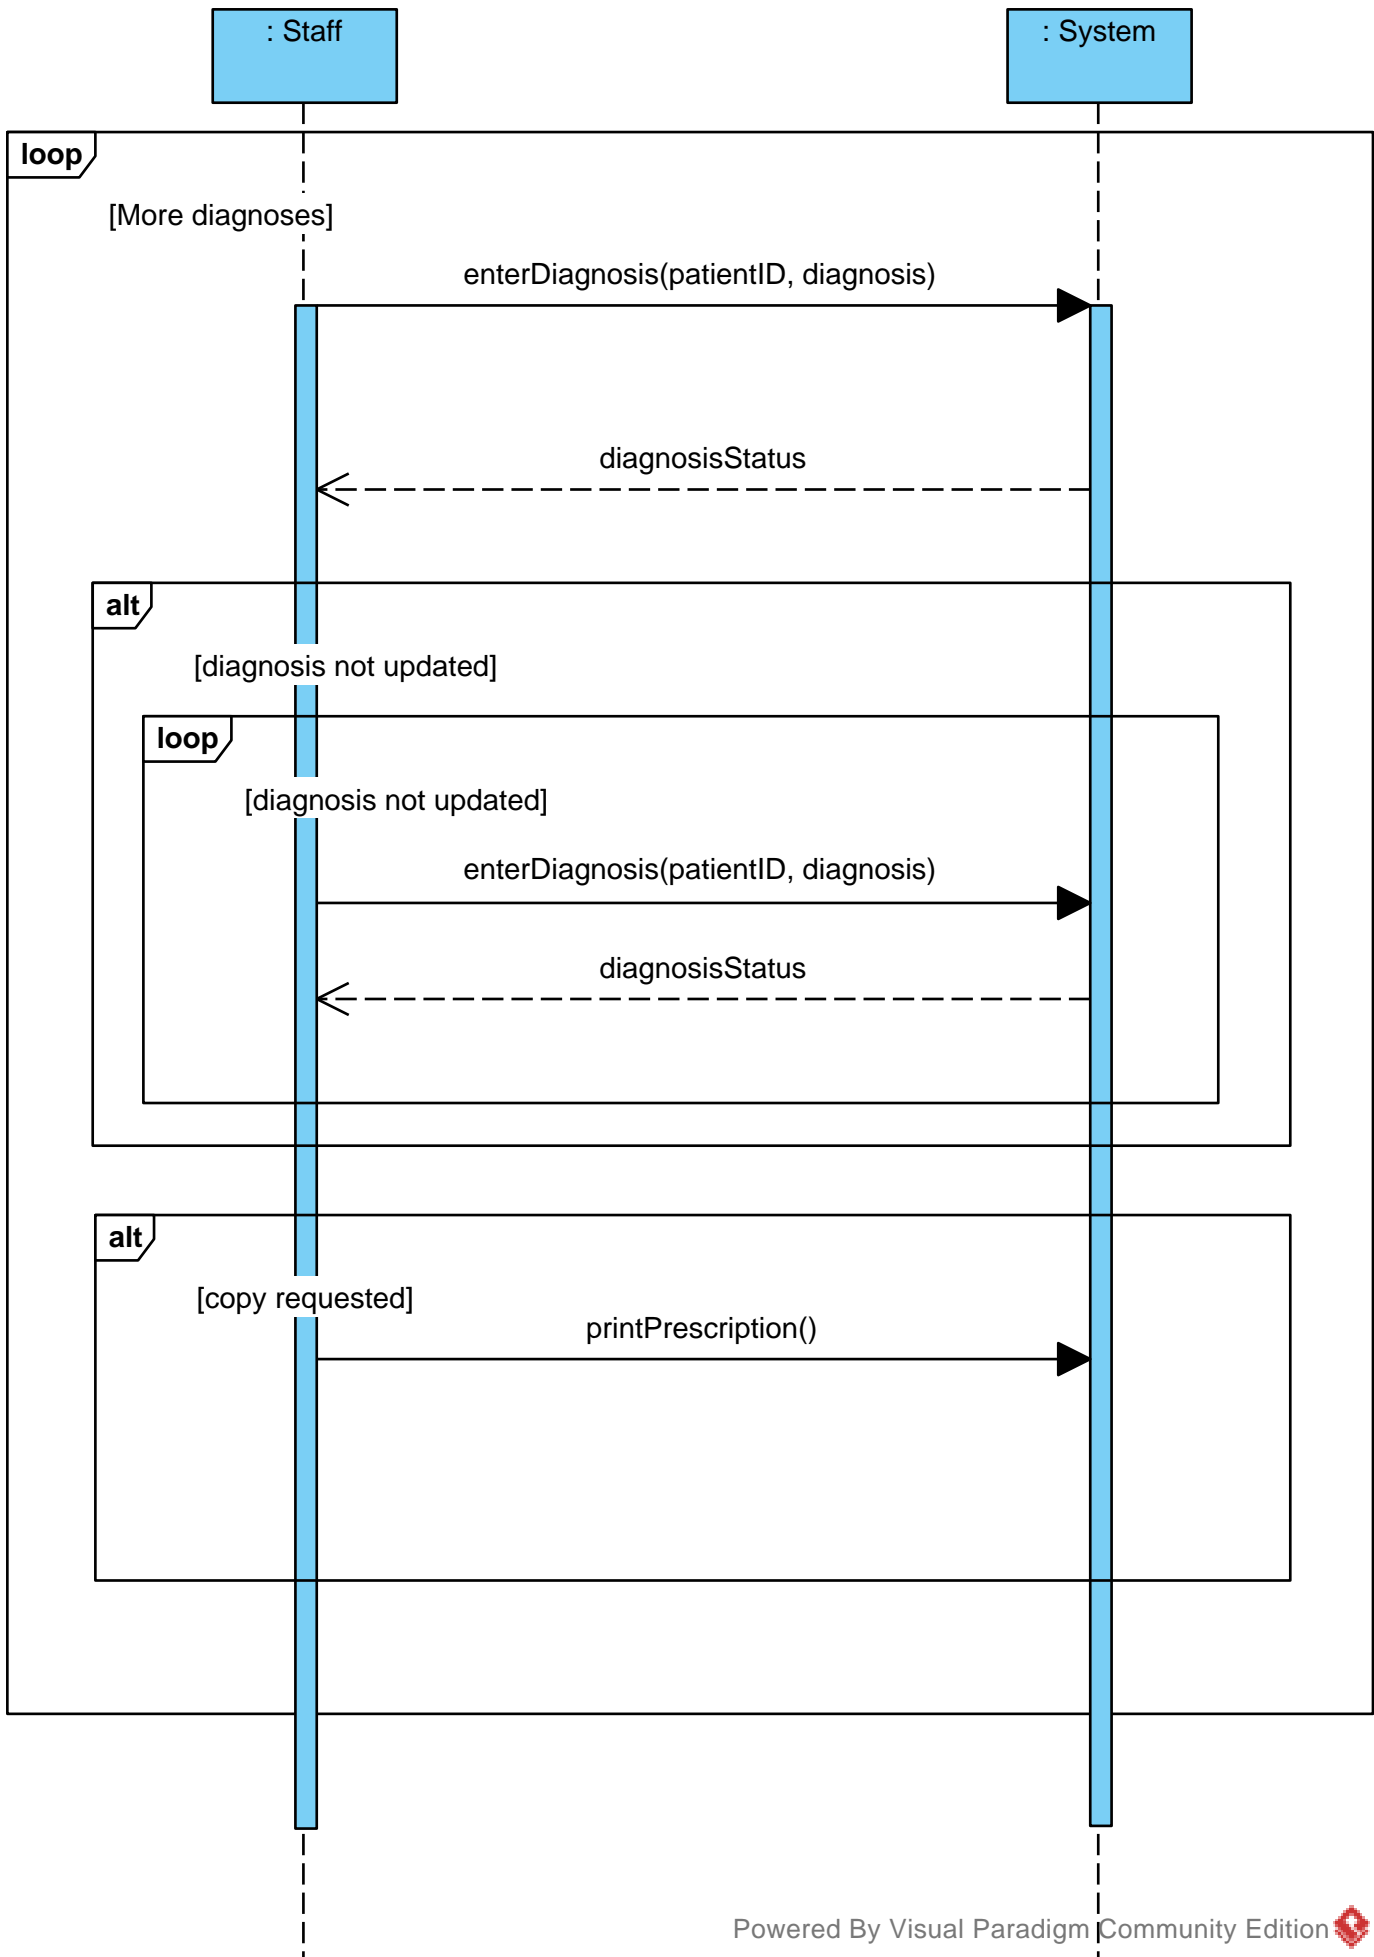 : Staff
: System
loop
[More diagnoses]
enterDiagnosis(patientID, diagnosis)
diagnosisStatus
alt
[diagnosis not updated]
loop
[diagnosis not updated]
enterDiagnosis(patientID, diagnosis)
diagnosisStatus
alt
[copy requested]
printPrescription()
Powered By Visual Paradigm Community Edition